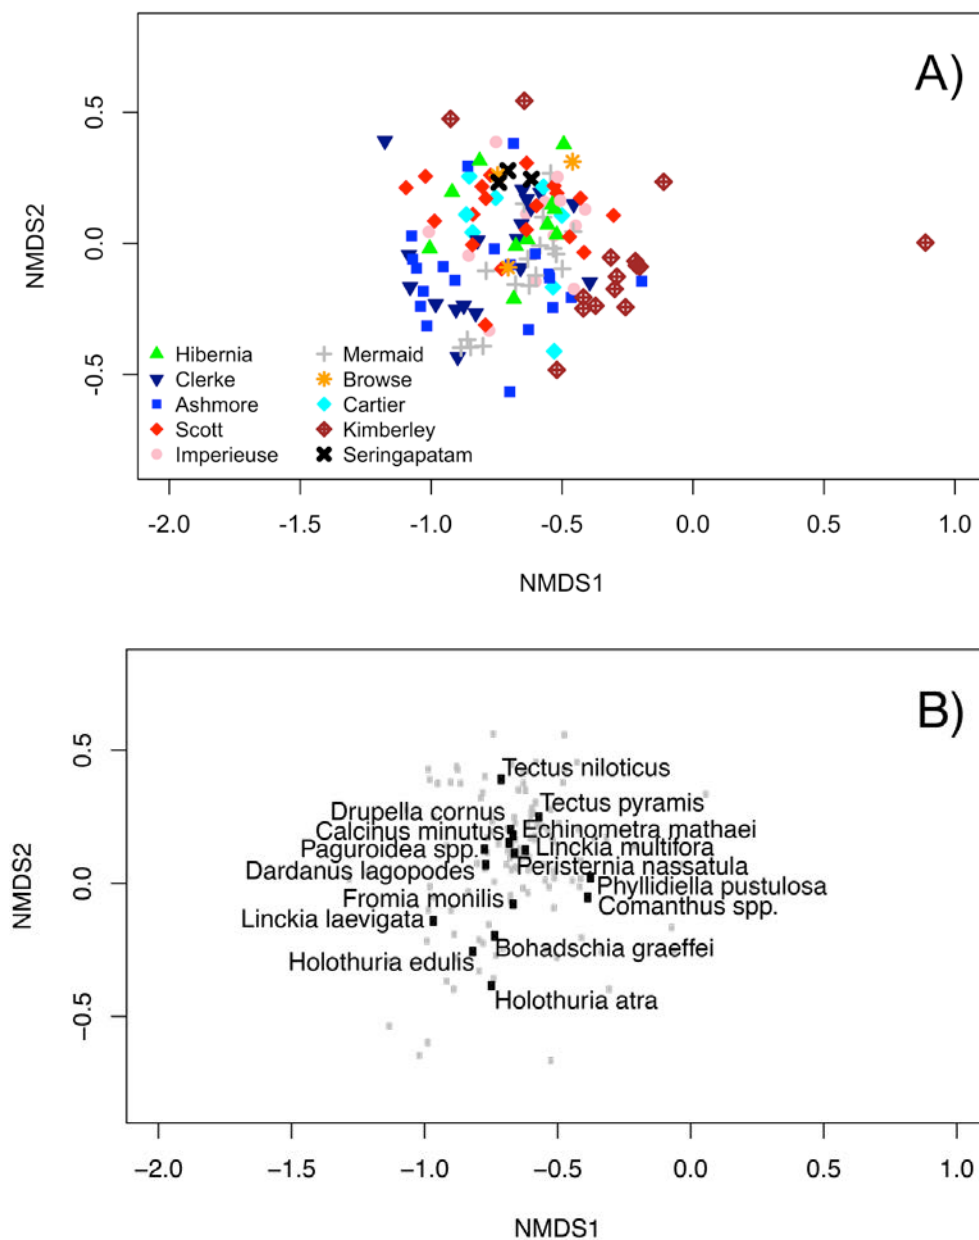 A)
0.5
0.0
-0.5
NMDS2
Hibernia
Clerke
Ashmore
Scott
Imperieuse
Mermaid
Browse
Cartier
Kimberley
Seringapatam
-2.0 -1.5 -1.0 -0.5 0.0 0.5 1.0
NMDS1
B)
0.5
0.0
−0.5
NMDS2
Tectus niloticus
Tectus pyramis
Drupella cornus
Echinometra mathaei
Calcinus minutus
Linckia multifora
Paguroidea spp.
Peristernia nassatula
Dardanus lagopodes
Phyllidiella pustulosa
Fromia monilis
Comanthus spp.
Linckia laevigata
Bohadschia graeffei
Holothuria edulis
Holothuria atra
−2.0 −1.5 −1.0 −0.5 0.0 0.5 1.0
NMDS1